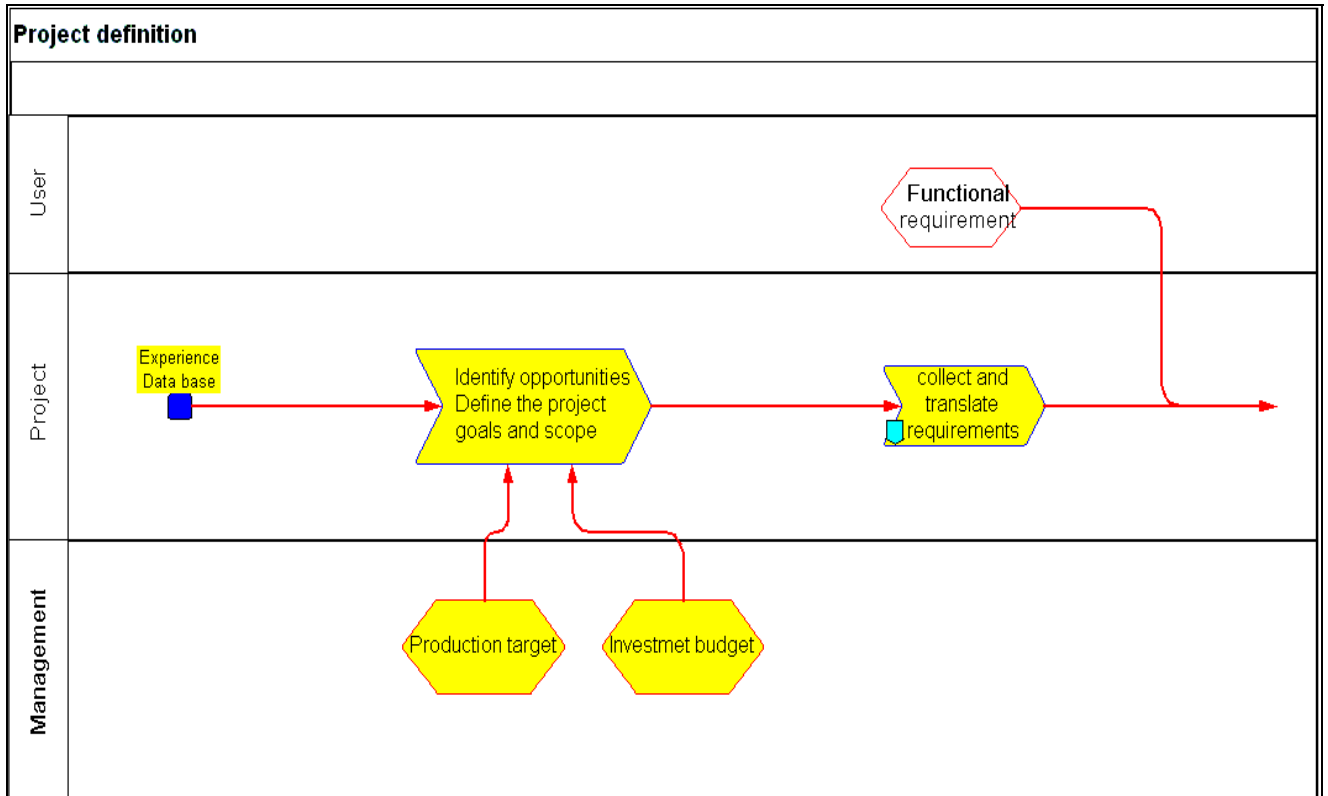 Project definition
User
Functional
requirement
Project
Experience
Data base
Identify opportunities
Define the project
goals and scope
collect and
translate
requirements
Management
Production target
Investmet budget